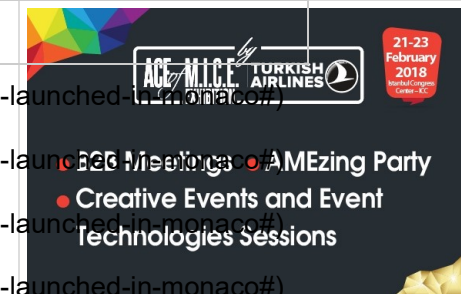 by
ACE of M.I.C.E. EXHIBITION
TURKISH AIRLINES
21-23
February
2018
Istanbul Congress
Center – ICC
-launched-in-monaco#)
-launched-in-monaco#)
• B2B Meetings • AMEzing Party
• Creative Events and Event
-launched-in-monaco#)
Technologies Sessions
-launched-in-monaco#)